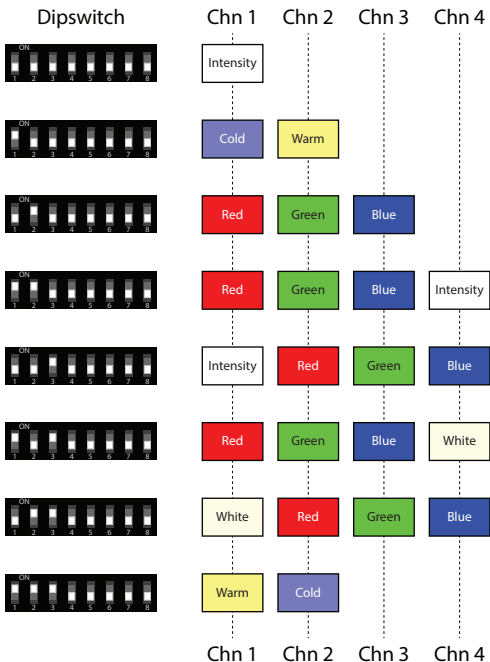 Dipswitch Chn 1 Chn 2 Chn 3 Chn 4
ON
Intensity
1 2 3 4 5 6 7 8
ON
Cold Warm
1 2 3 4 5 6 7 8
ON
Red Green Blue
1 2 3 4 5 6 7 8
ON
Red Green Blue Intensity
1 2 3 4 5 6 7 8
ON
Intensity Red Green Blue
1 2 3 4 5 6 7 8
ON
Red Green Blue White
1 2 3 4 5 6 7 8
ON
White Red Green Blue
1 2 3 4 5 6 7 8
ON
Warm Cold
1 2 3 4 5 6 7 8
Chn 1 Chn 2 Chn 3 Chn 4